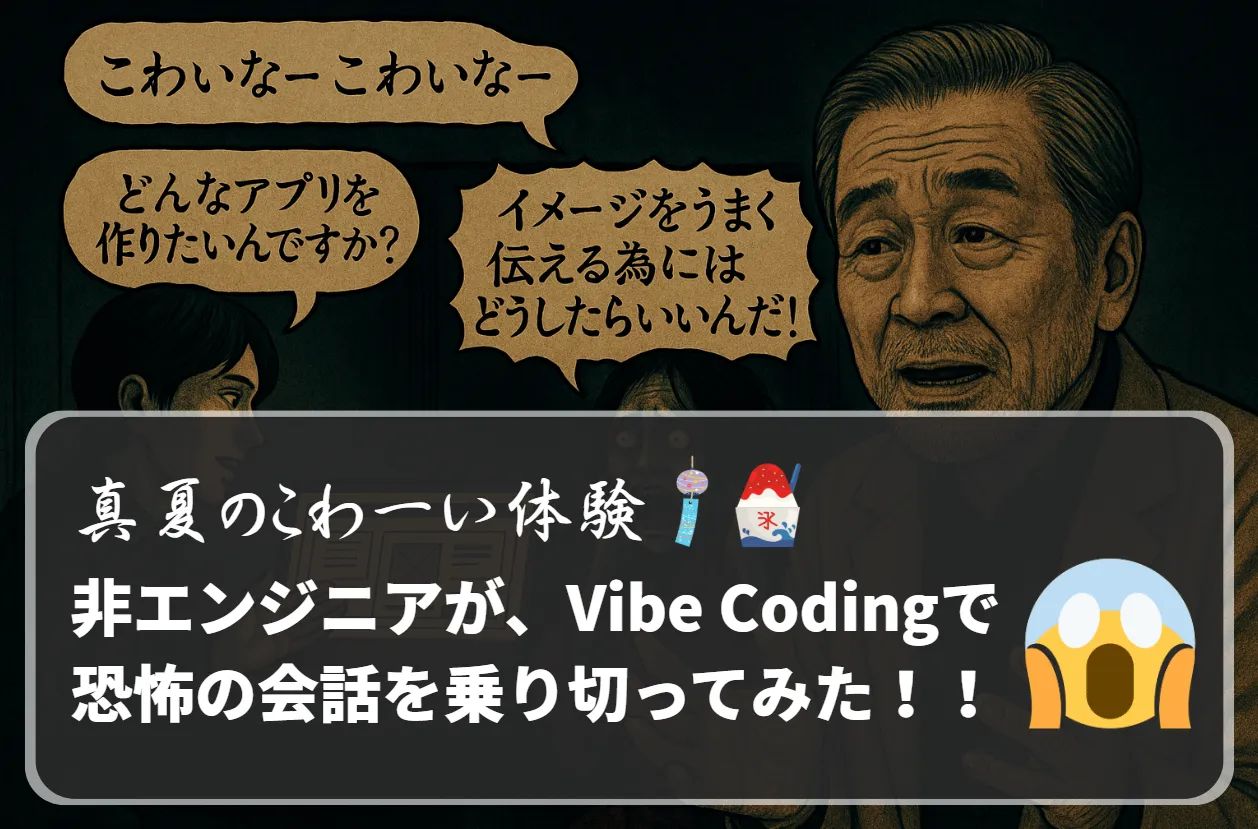 こわいなーこわいなー
どんなアプリを
作りたいんですか?
イメージをうまく
伝える為には
どうしたらいいんだ!
真夏のこわーい体験
氷
非エンジニアが、Vibe Codingで
恐怖の会話を乗り切ってみた！！